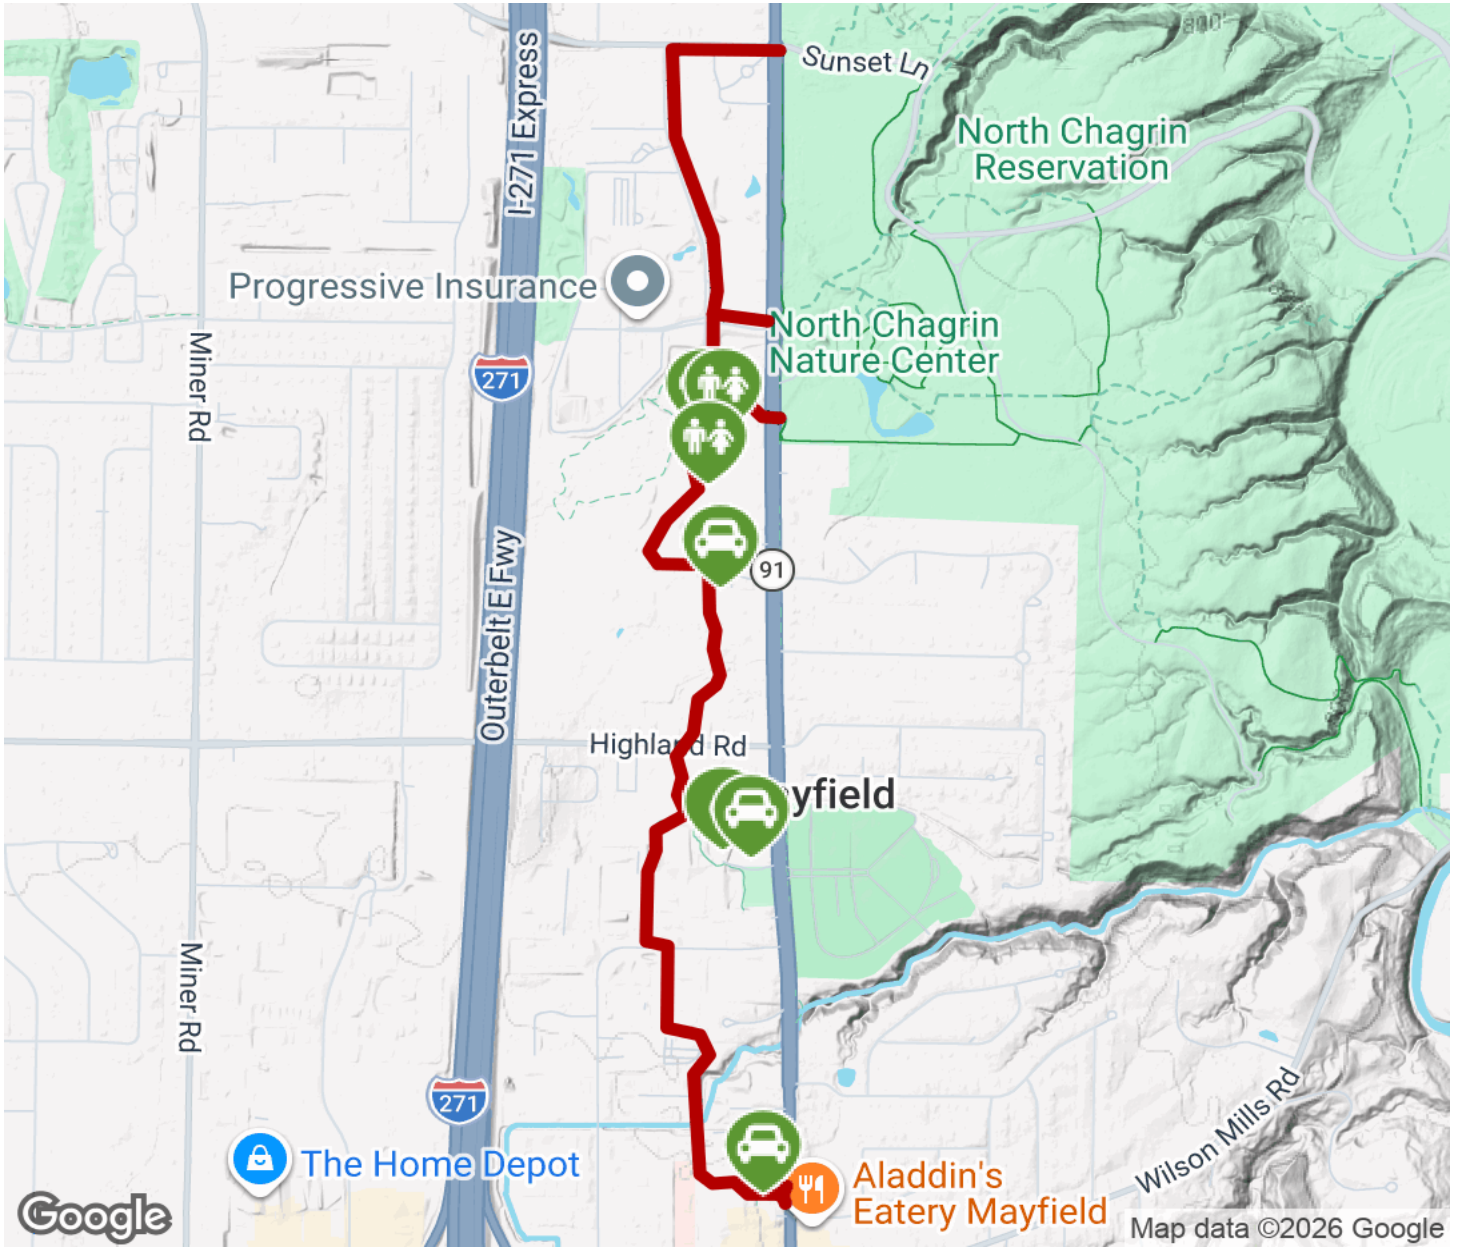 800'
I-271 Express
Sunset Ln
North Chagrin
Reservation
Progressive Insurance
North Chagrin
Nature Center
Miner Rd
271
Outerbelt E Fwy
91
Highland Rd
yfield
Miner Rd
271
Wilson Mills Rd
The Home Depot
Aladdin's
Eatery Mayfield
Google
Map data ©2026 Google